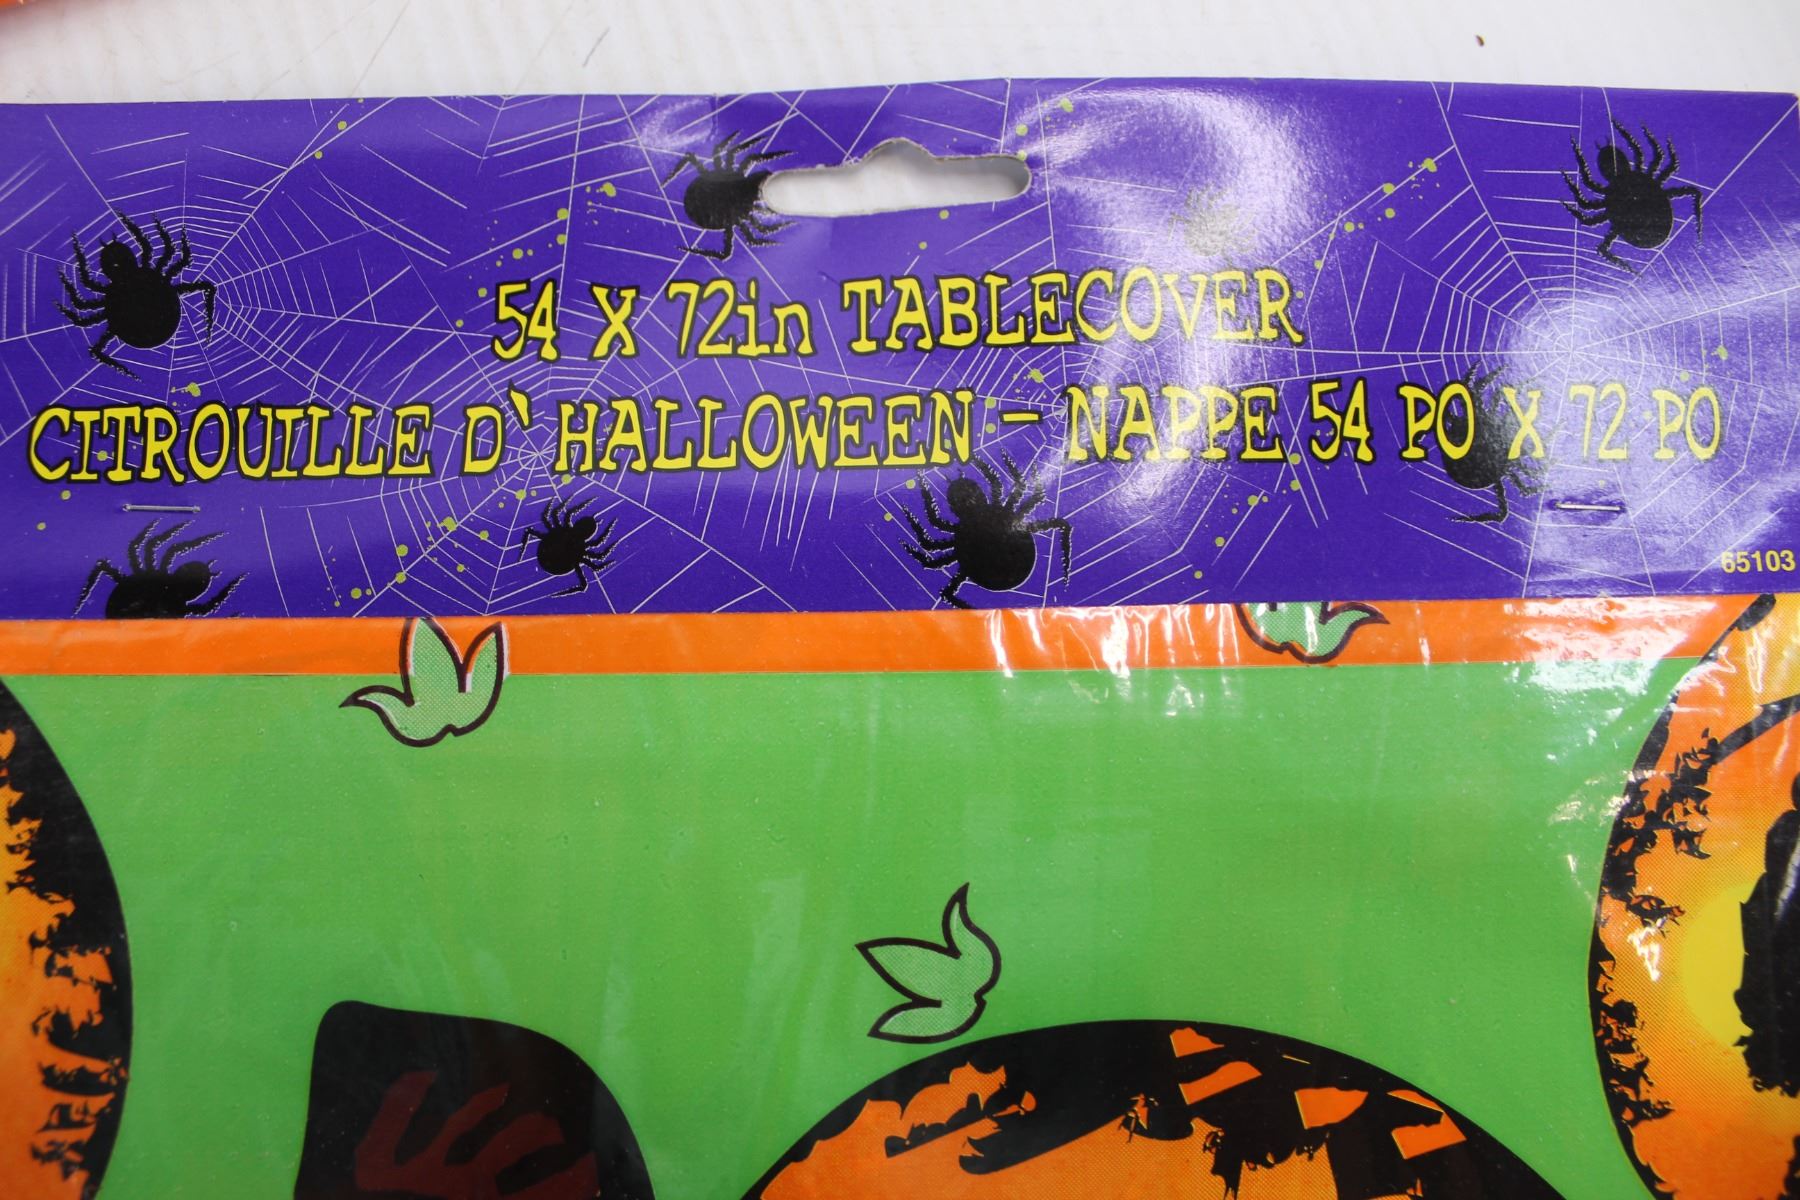 54 X 72in TABLECOVER
CITROUILLE D`HALLOWEEN - NAPPE 54 PO X 72 PO
65103